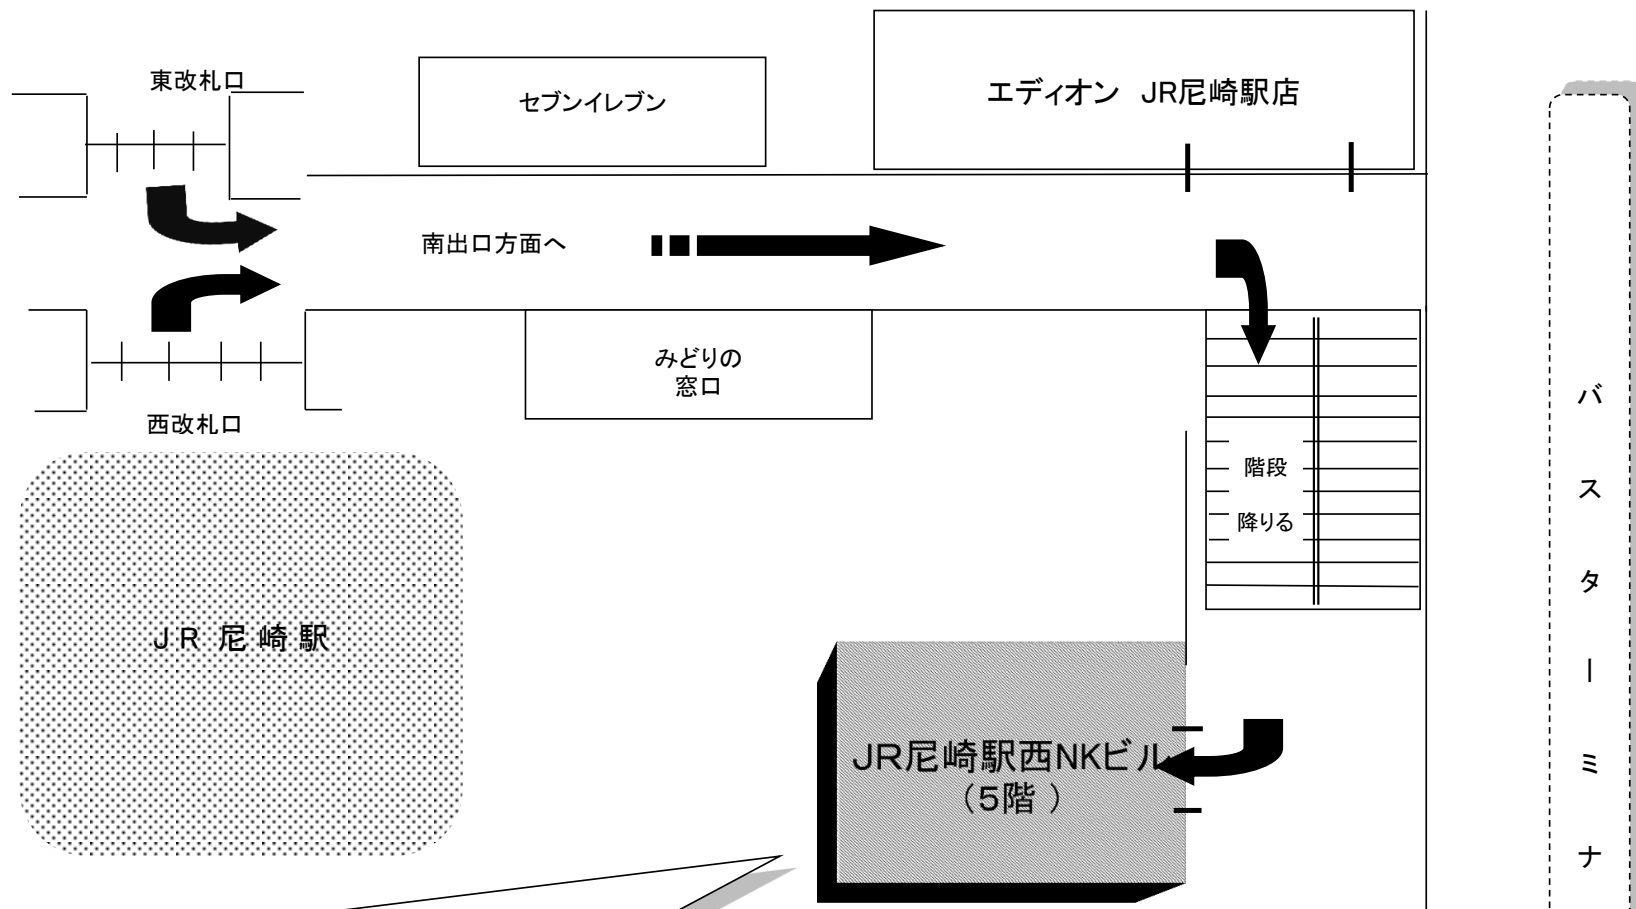 東改札口
セブンイレブン
エディオン　JR尼崎駅店
南出口方面へ
みどりの
窓口
西改札口
階段
降りる
ＪＲ 尼 崎 駅
JR尼崎駅西NKビル
（５階 ）
バスターミナ